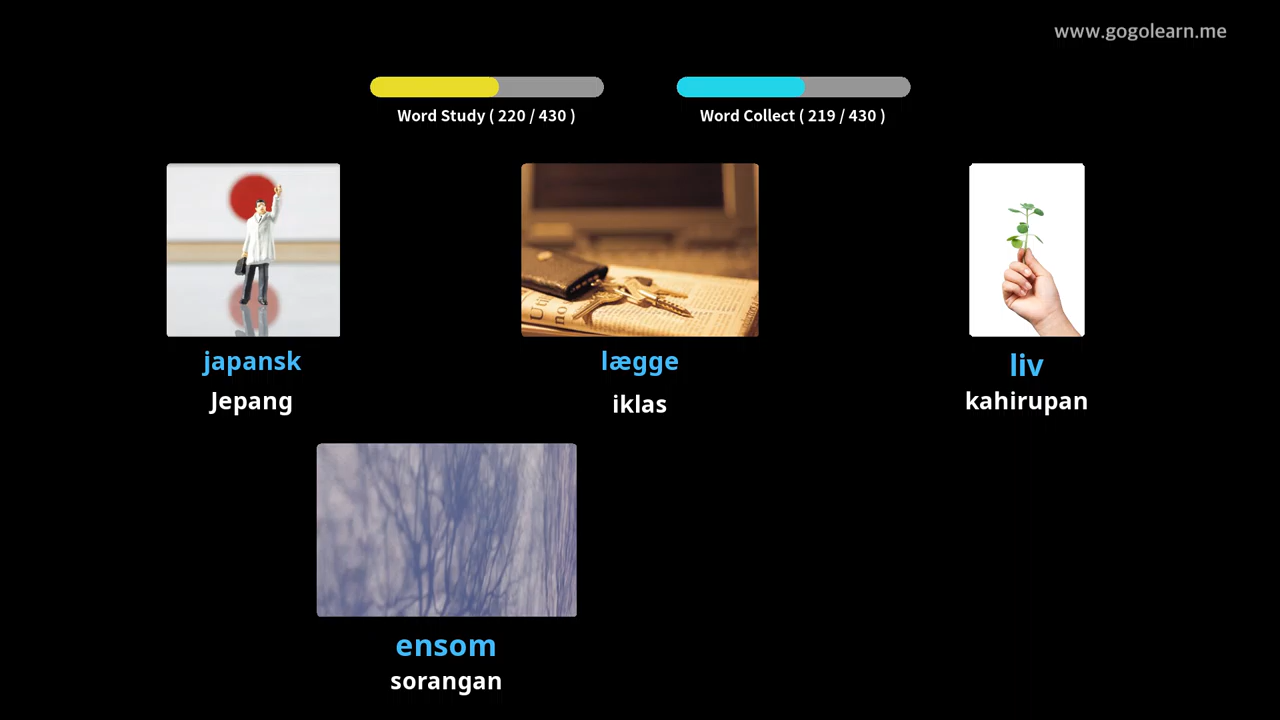 www.gogolearn.me
Word Study ( 220 / 430 )
Word Collect ( 219 / 430 )
japansk
Jepang
lægge
iklas
liv
kahirupan
ensom
sorangan